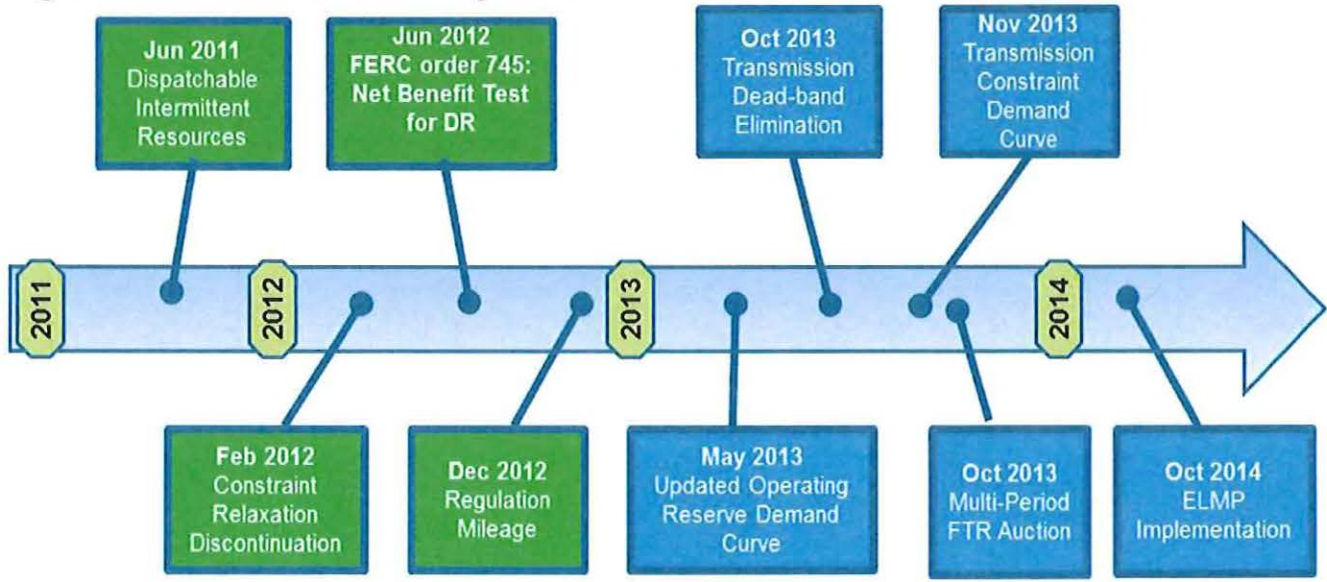 Jun 2011
Dispatchable
Intermittent
Resources
Jun 2012
FERC order 745:
Net Benefit Test
for DR
Oct 2013
Transmission
Dead-band
Elimination
Nov 2013
Transmission
Constraint
Demand
Curve
2011
2012
2013
2014
Feb 2012
Constraint
Relaxation
Discontinuation
Dec 2012
Regulation
Mileage
May 2013
Updated Operating
Reserve Demand
Curve
Oct 2013
Multi-Period
FTR Auction
Oct 2014
ELMP
Implementation